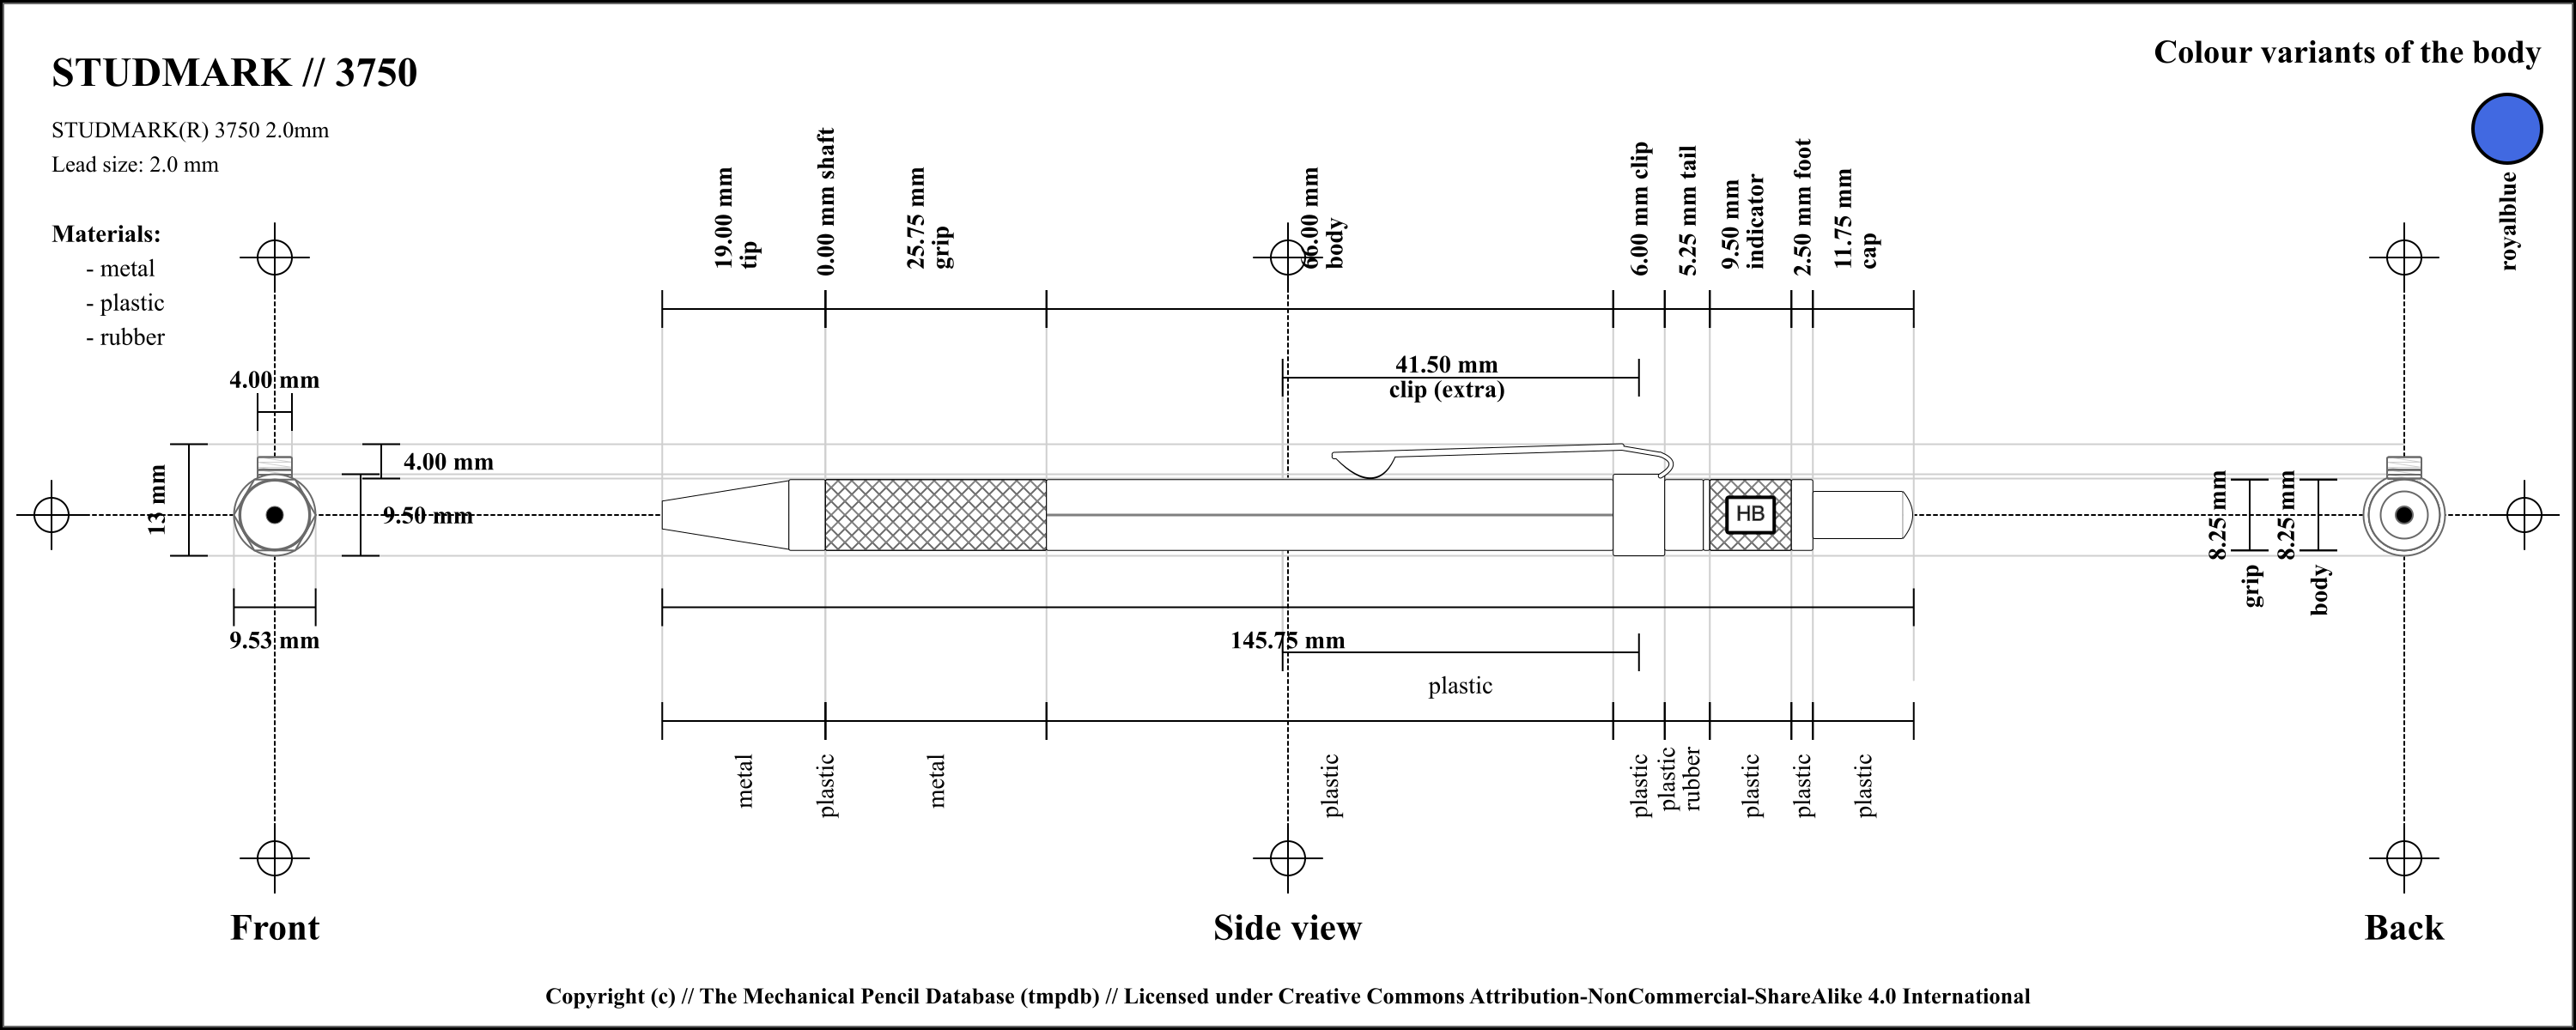 STUDMARK // 3750
Colour variants of the body
STUDMARK(R) 3750 2.0mm
Lead size: 2.0 mm
royalblue
Materials:
- metal
- plastic
- rubber
19.00 mm
tip
0.00 mm shaft
25.75 mm
grip
66.00 mm
body
6.00 mm clip
5.25 mm tail
9.50 mm
indicator
2.50 mm foot
11.75 mm
cap
41.50 mm
clip (extra)
4.00 mm
13 mm
4.00 mm
9.50 mm
9.53 mm
HB
8.25 mm
grip
8.25 mm
body
145.75 mm
plastic
metal
plastic
metal
plastic
plastic
plastic
rubber
plastic
plastic
plastic
Front
Side view
Back
Copyright (c) // The Mechanical Pencil Database (tmpdb) // Licensed under Creative Commons Attribution-NonCommercial-ShareAlike 4.0 International